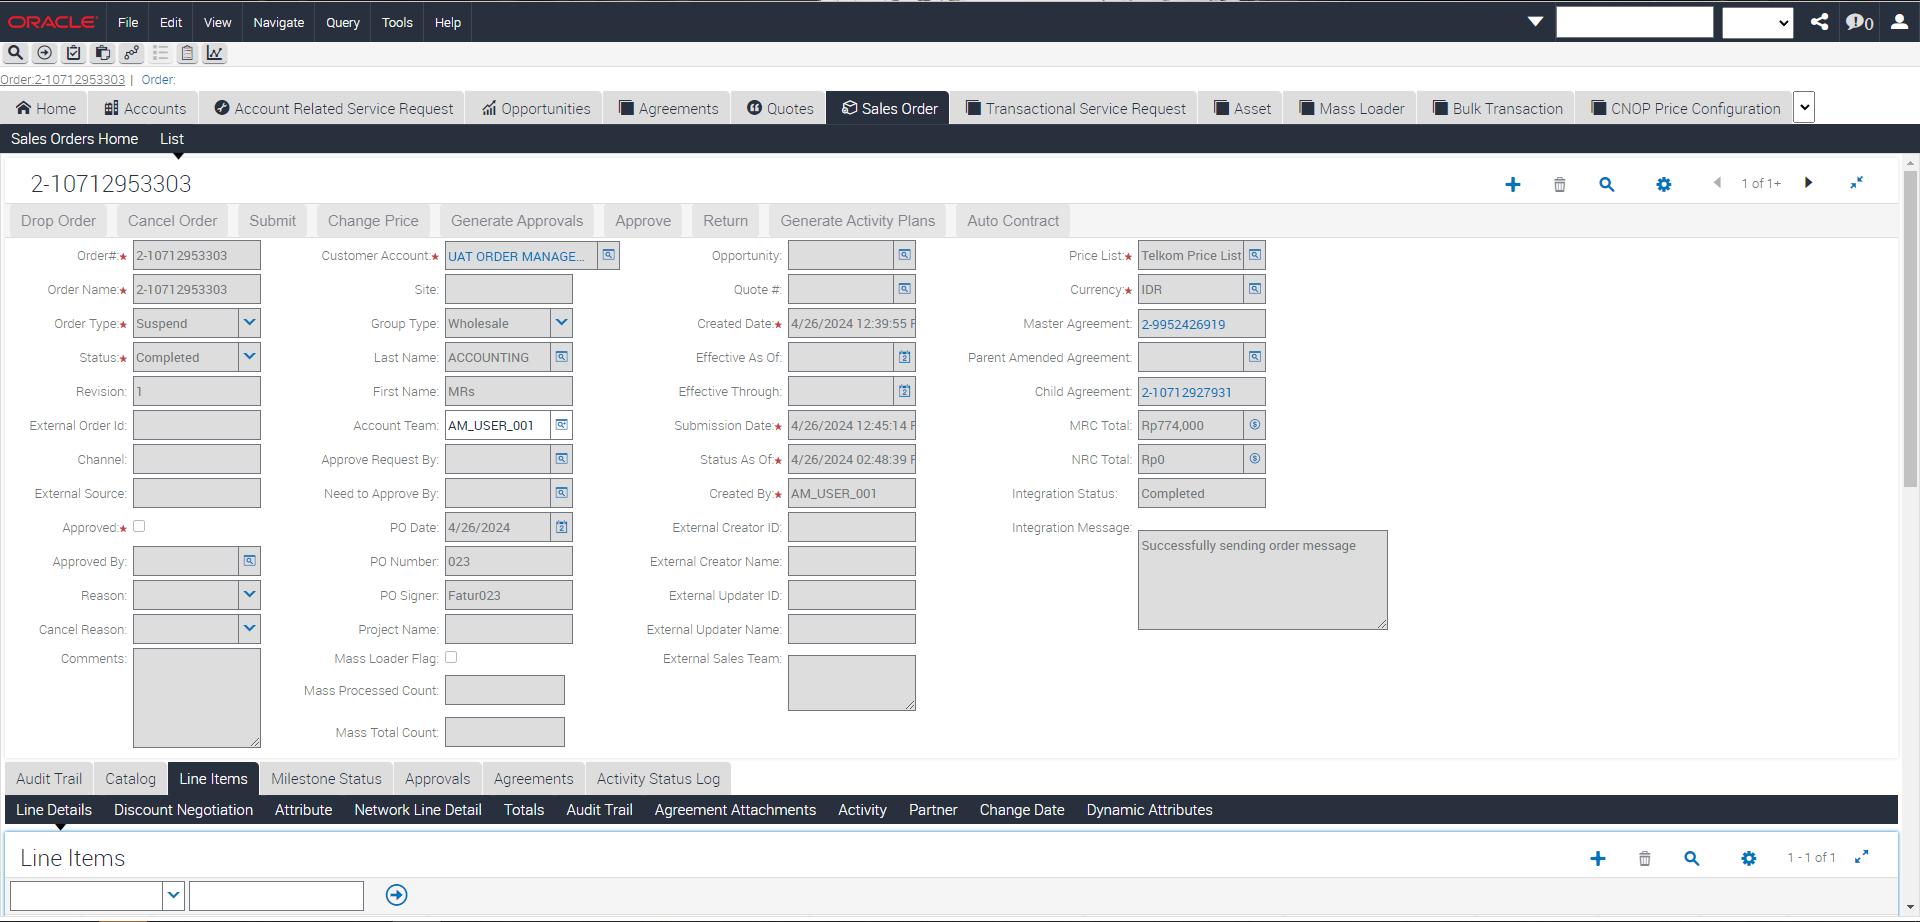 ORACLE File Edit View Navigate Query Tools Help 0
Order:2-10712953303 | Order:
Home Accounts Account Related Service Request Opportunities Agreements Quotes Sales Order Transactional Service Request Asset Mass Loader Bulk Transaction CNOP Price Configuration
Sales Orders Home List
2-10712953303 1 of 1+
Drop Order Cancel Order Submit Change Price Generate Approvals Approve Return Generate Activity Plans Auto Contract
Order#:* 2-10712953303 Customer Account:* UAT ORDER MANAGE... Opportunity: Price List:* Telkom Price List
Order Name:* 2-10712953303 Site: Quote #: Currency:* IDR
Order Type:* Suspend Group Type: Wholesale Created Date:* 4/26/2024 12:39:55 Master Agreement: 2-9952426919
Status:* Completed Last Name: ACCOUNTING Effective As Of: Parent Amended Agreement:
Revision: 1 First Name: MRs Effective Through: Child Agreement: 2-10712927931
External Order Id: Account Team: AM_USER_001 Submission Date:* 4/26/2024 12:45:14 MRC Total: Rp774,000
Channel: Approve Request By: Status As Of:* 4/26/2024 02:48:39 NRC Total: Rp0
External Source: Need to Approve By: Created By:* AM_USER_001 Integration Status: Completed
Approved:* PO Date: 4/26/2024 External Creator ID: Integration Message:
Successfully sending order message
Approved By: PO Number: 023 External Creator Name:
Reason: PO Signer: Fatur023 External Updater ID:
Cancel Reason: Project Name: External Updater Name:
Comments: Mass Loader Flag: External Sales Team:
Mass Processed Count:
Mass Total Count:
Audit Trail Catalog Line Items Milestone Status Approvals Agreements Activity Status Log
Line Details Discount Negotiation Attribute Network Line Detail Totals Audit Trail Agreement Attachments Activity Partner Change Date Dynamic Attributes
Line Items 1 - 1 of 1